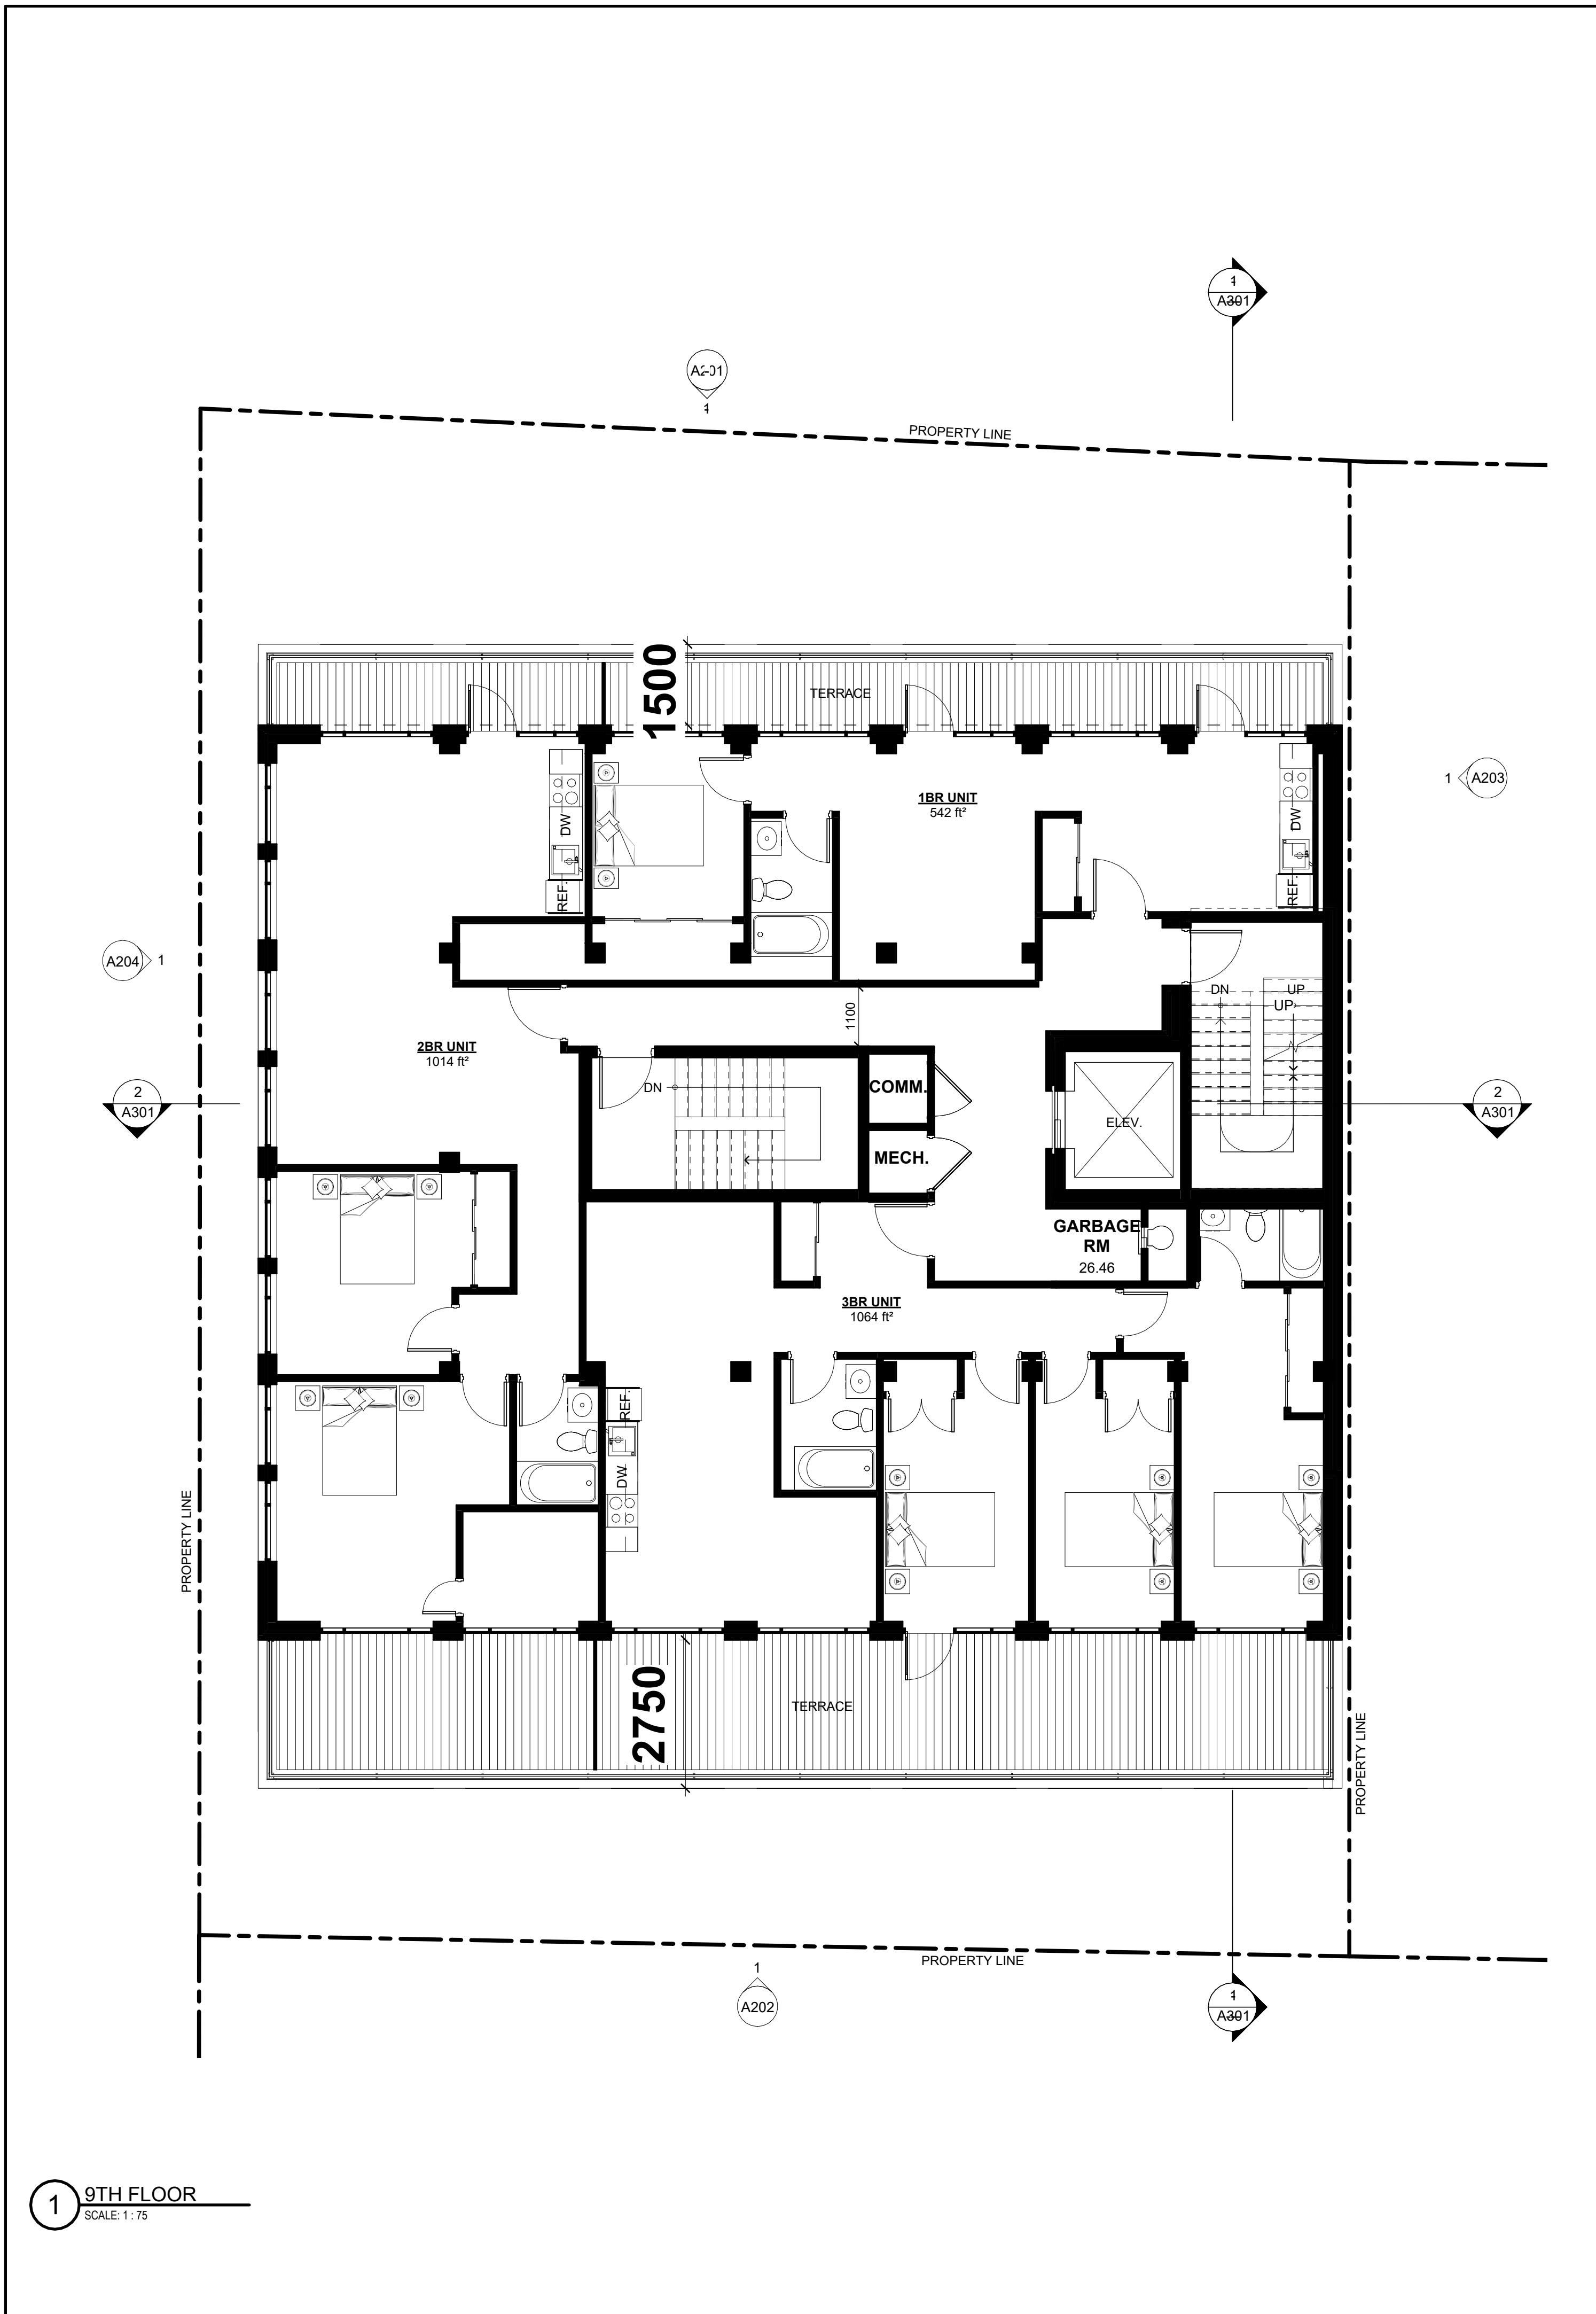 1
A301
A201
1
PROPERTY LINE
1500
TERRACE
1 A203
1BR UNIT
542 ft²
DW
REF.
DW
REF.
A204 1
DN
UP
UP
1100
2BR UNIT
1014 ft²
DN
COMM.
ELEV.
MECH.
2
A301
2
A301
GARBAGE
RM
26.46
3BR UNIT
1064 ft²
REF.
DW
PROPERTY LINE
2750
TERRACE
PROPERTY LINE
PROPERTY LINE
1
A202
1
A301
1
9TH FLOOR
SCALE: 1 : 75